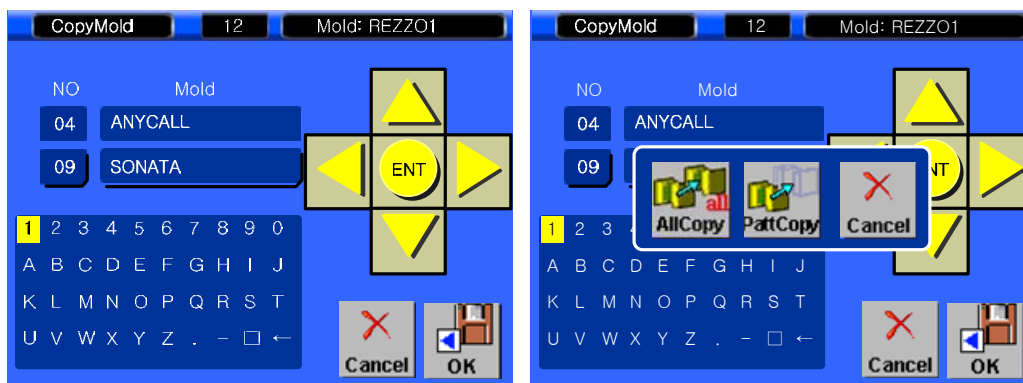 CopyMold 12 Mold: REZZO1
NO Mold
04 ANYCALL
09 SONATA
ENT
1 2 3 4 5 6 7 8 9 0
A B C D E F G H I J
K L M N O P Q R S T
U V W X Y Z . - □ ←
Cancel OK
CopyMold 12 Mold: REZZO1
NO Mold
04 ANYCALL
09
NT
all
AllCopy PattCopy Cancel
1 2 3
A B C D E F G H I J
K L M N O P Q R S T
U V W X Y Z . - □ ←
Cancel OK